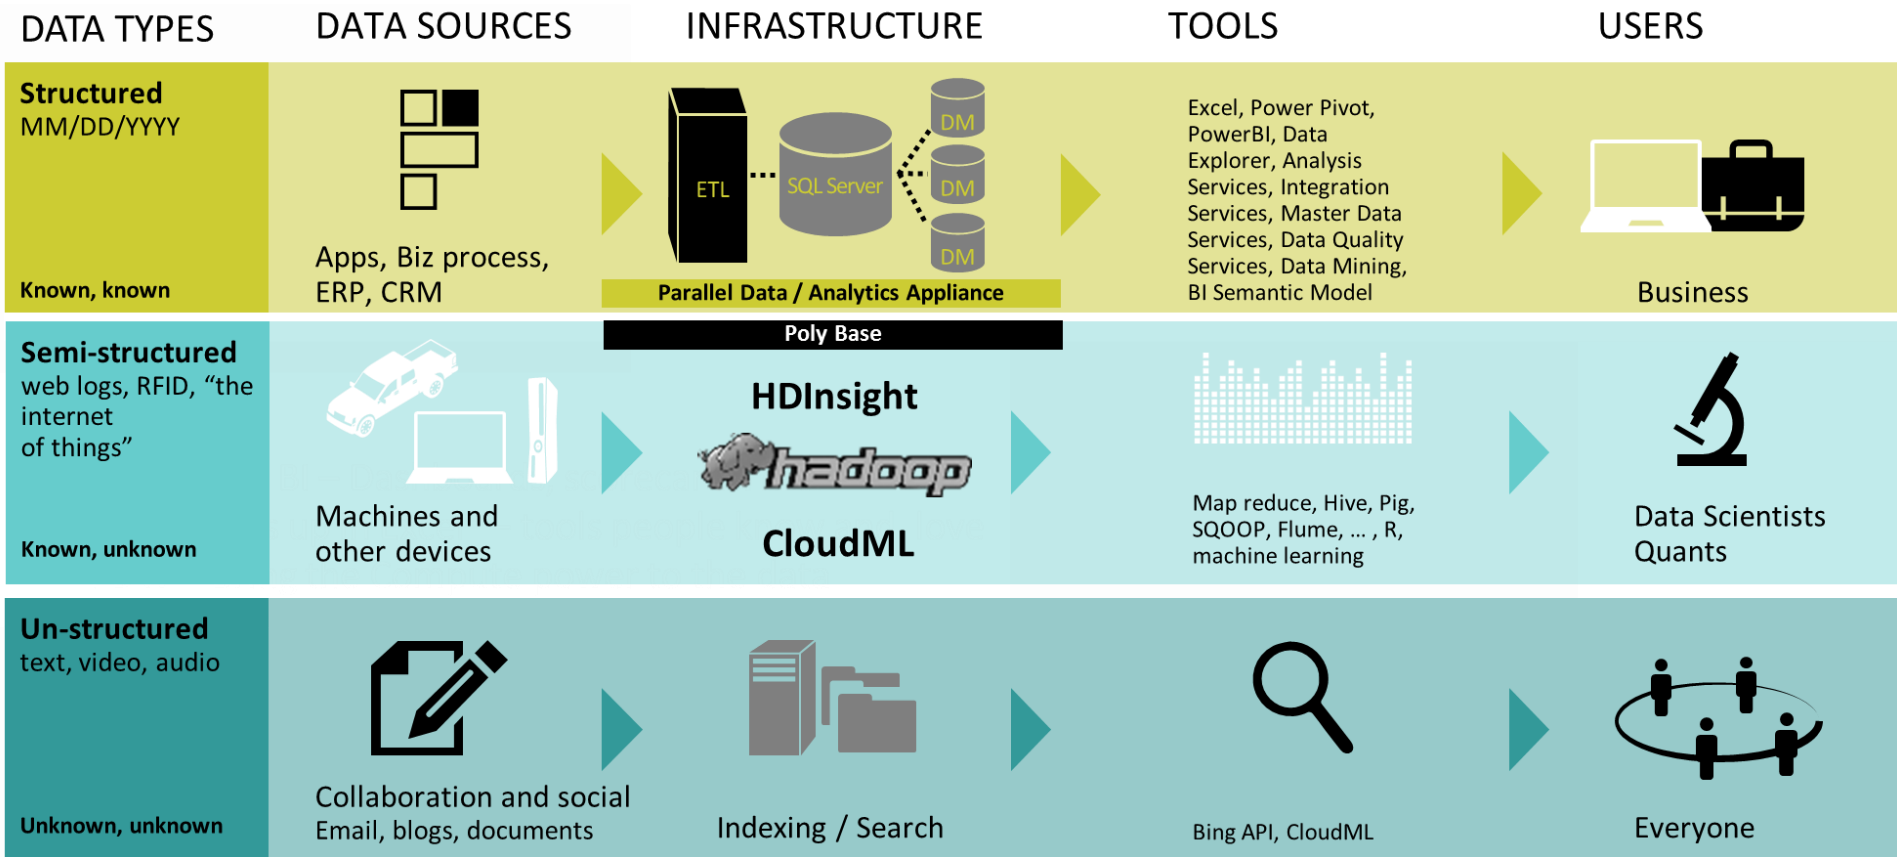 DATA TYPES
DATA SOURCES
INFRASTRUCTURE
TOOLS
USERS
Structured
MM/DD/YYYY
Known, known
Apps, Biz process,
ERP, CRM
ETL
SQL Server
DM
DM
DM
Parallel Data / Analytics Appliance
Excel, Power Pivot,
PowerBI, Data
Explorer, Analysis
Services, Integration
Services, Master Data
Services, Data Quality
Services, Data Mining,
BI Semantic Model
Business
Poly Base
Semi-structured
web logs, RFID, “the
internet
of things”
Known, unknown
Machines and
other devices
HDInsight
hadoop
CloudML
Map reduce, Hive, Pig,
SQOOP, Flume, … , R,
machine learning
Data Scientists
Quants
Un-structured
text, video, audio
Unknown, unknown
Collaboration and social
Email, blogs, documents
Indexing / Search
Bing API, CloudML
Everyone